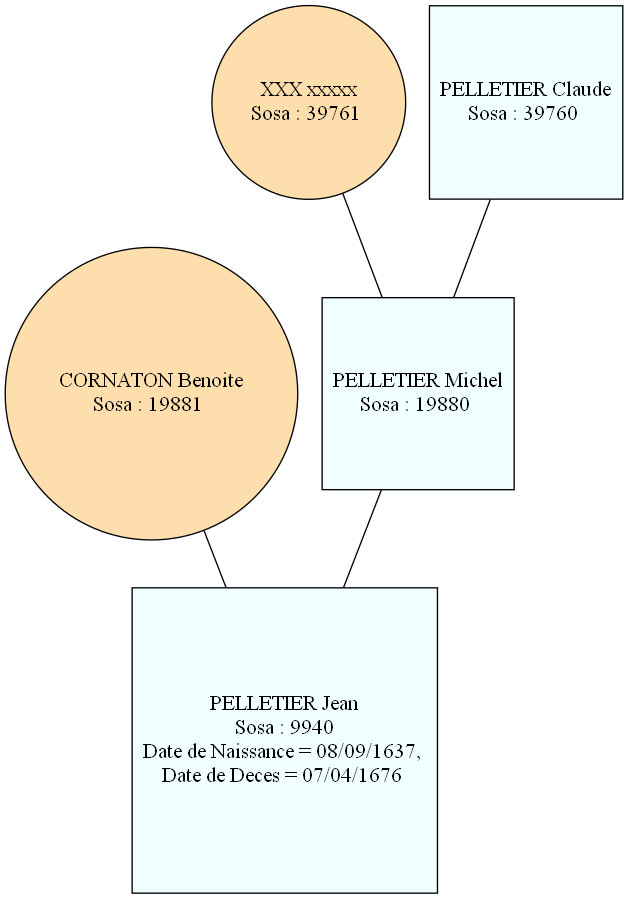 XXX xxxxx
Sosa : 39761
PELLETIER Claude
Sosa : 39760
CORNATON Benoite
Sosa : 19881
PELLETIER Michel
Sosa : 19880
PELLETIER Jean
Sosa : 9940
Date de Naissance = 08/09/1637,
Date de Deces = 07/04/1676